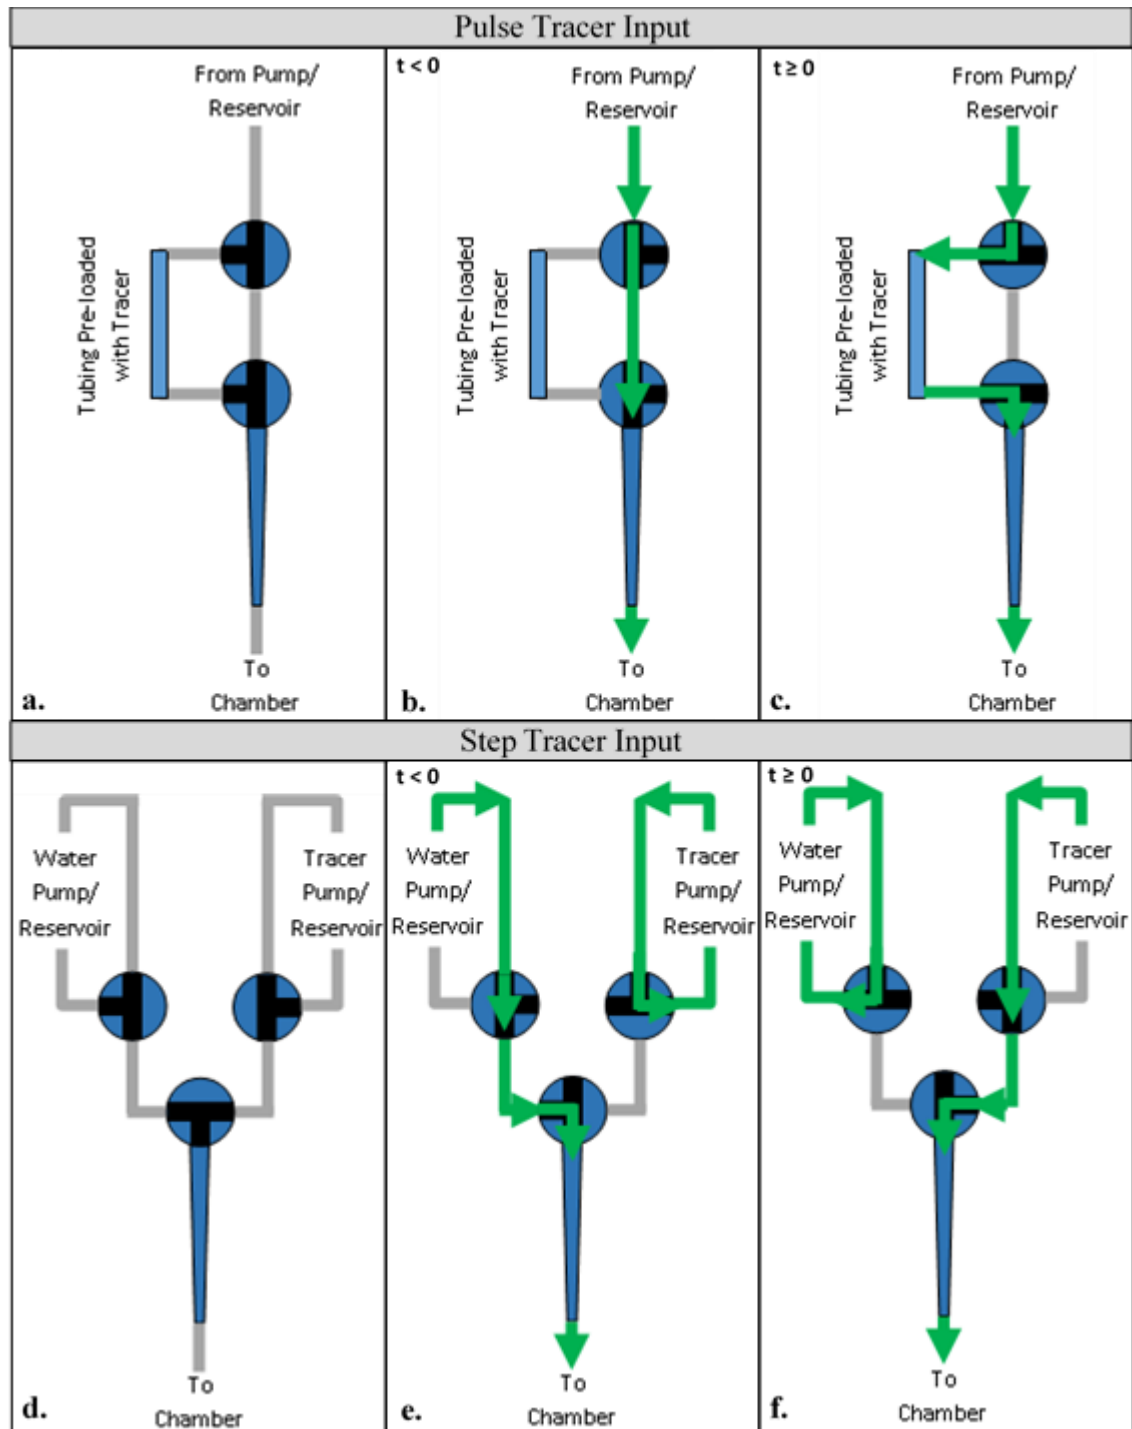 Pulse Tracer Input
From Pump/
Reservoir
Tubing Pre-loaded
with Tracer
To
Chamber
a.
t < 0
From Pump/
Reservoir
Tubing Pre-loaded
with Tracer
To
Chamber
b.
t ≥ 0
From Pump/
Reservoir
Tubing Pre-loaded
with Tracer
To
Chamber
c.
Step Tracer Input
Water
Pump/
Reservoir
Tracer
Pump/
Reservoir
To
Chamber
d.
t < 0
Water
Pump/
Reservoir
Tracer
Pump/
Reservoir
To
Chamber
e.
t ≥ 0
Water
Pump/
Reservoir
Tracer
Pump/
Reservoir
To
Chamber
f.